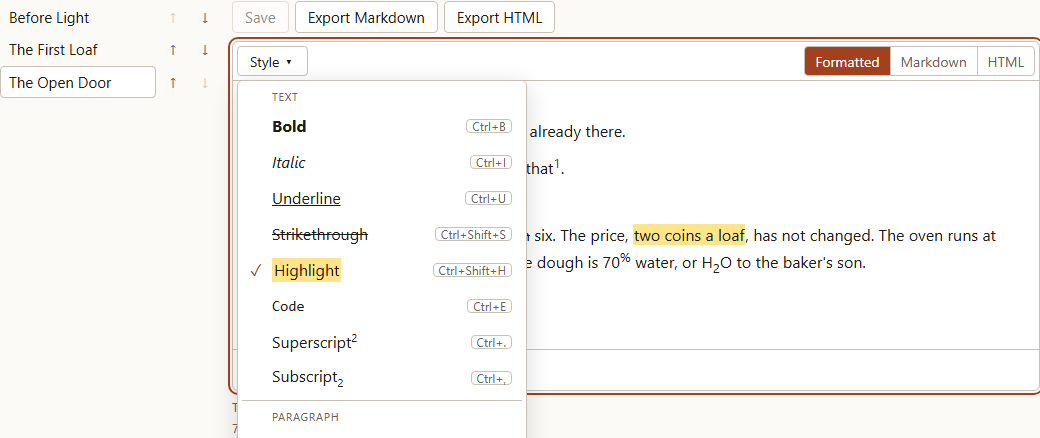 Before Light ↑ ↓
The First Loaf ↑ ↓
The Open Door ↑ ↓
Save Export Markdown Export HTML
Style ▾ Formatted Markdown HTML
TEXT
Bold Ctrl+B
Italic Ctrl+I
Underline Ctrl+U
Strikethrough Ctrl+Shift+S
✓ Highlight Ctrl+Shift+H
Code Ctrl+E
Superscript² Ctrl+.
Subscript₂ Ctrl+,
PARAGRAPH
already there.
that¹.
six. The price, two coins a loaf, has not changed. The oven runs at
dough is 70% water, or H₂O to the baker's son.